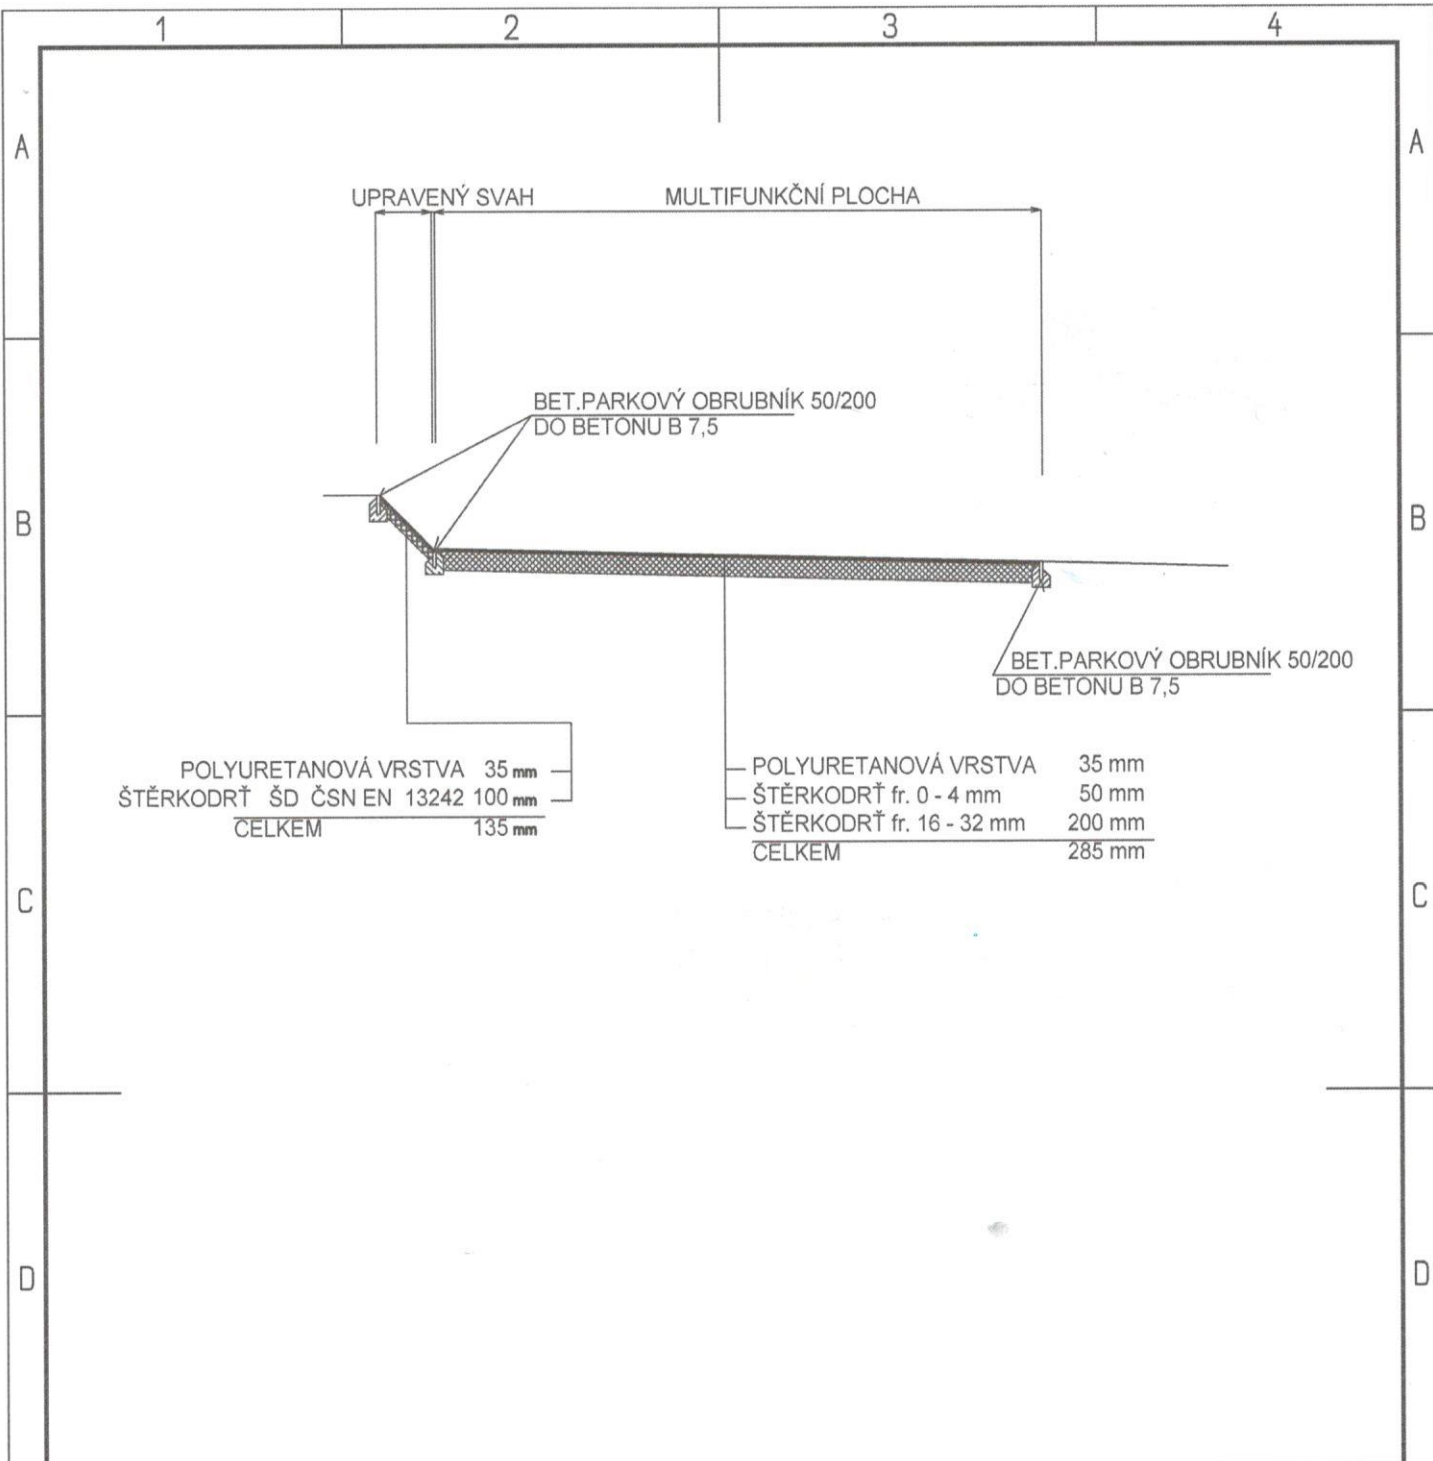 1 2 3 4
A A
UPRAVENÝ SVAH MULTIFUNKČNÍ PLOCHA
BET.PARKOVÝ OBRUBNÍK 50/200
DO BETONU B 7,5
B B
BET.PARKOVÝ OBRUBNÍK 50/200
DO BETONU B 7,5
POLYURETANOVÁ VRSTVA 35 mm
ŠTĚRKODRŤ ŠD ČSN EN 13242 100 mm
CELKEM 135 mm
POLYURETANOVÁ VRSTVA 35 mm
ŠTĚRKODRŤ fr. 0 - 4 mm 50 mm
ŠTĚRKODRŤ fr. 16 - 32 mm 200 mm
CELKEM 285 mm
C C
D D